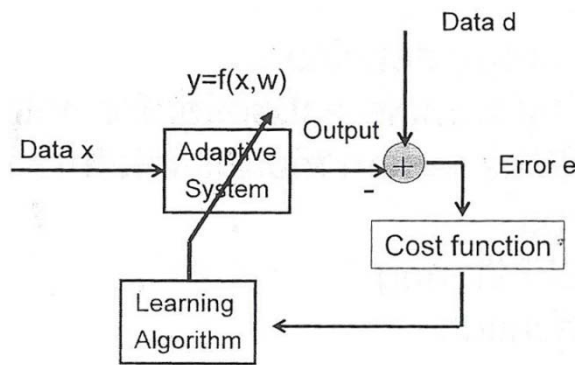 Data d
y=f(x,w)
Output
Data x
Adaptive
System
+
-
Error e
Cost function
Learning
Algorithm